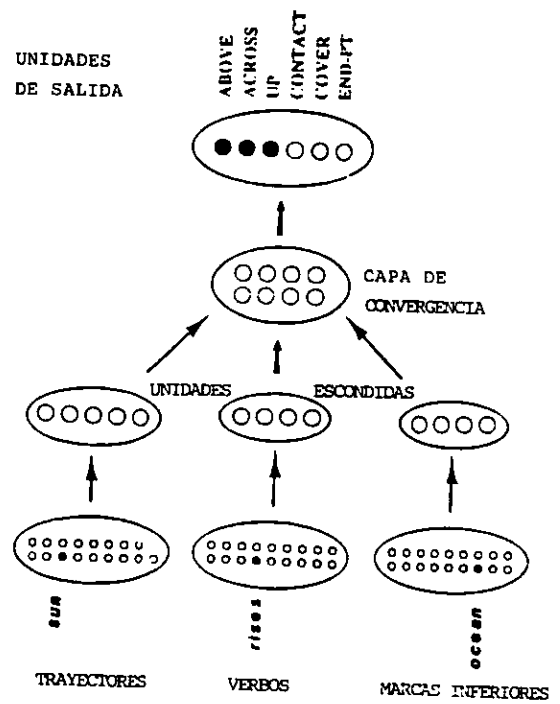 UNIDADES
DE SALIDA
ABOVE
ACROSS
UP
CONTACT
COVER
END-PT
CAPA DE
CONVERGENCIA
UNIDADES ESCONDIDAS
sun
rises
ocean
TRAYECTORES VERBOS MARCAS INFERIORES